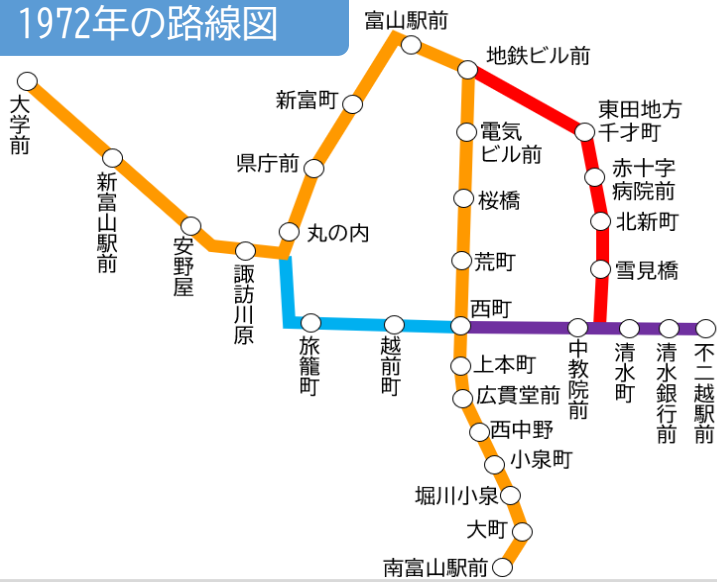 1972年の路線図
富山駅前
地鉄ビル前
大学前
新富町
東田地方
千才町
電気
ビル前
県庁前
赤十字
病院前
新富山駅前
桜橋
北新町
丸の内
安野屋
諏訪川原
荒町
雪見橋
西町
旅籠町
越前町
中教院前
清水町
清水銀行前
不二越駅前
上本町
広貫堂前
西中野
小泉町
堀川小泉
大町
南富山駅前